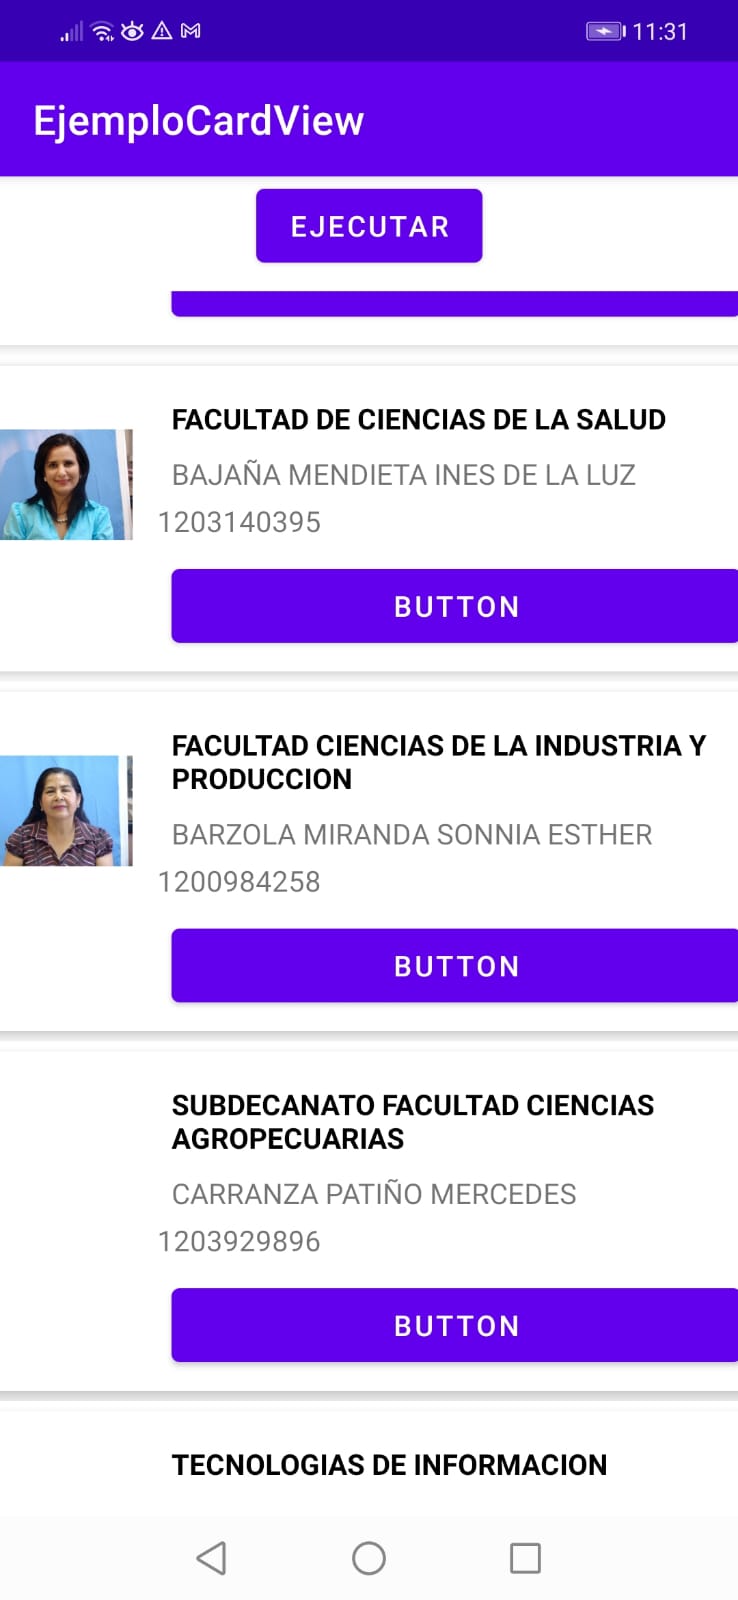 11:31
EjemploCardView
EJECUTAR
FACULTAD DE CIENCIAS DE LA SALUD
BAJAÑA MENDIETA INES DE LA LUZ
1203140395
BUTTON
FACULTAD CIENCIAS DE LA INDUSTRIA Y
PRODUCCION
BARZOLA MIRANDA SONNIA ESTHER
1200984258
BUTTON
SUBDECANATO FACULTAD CIENCIAS
AGROPECUARIAS
CARRANZA PATIÑO MERCEDES
1203929896
BUTTON
TECNOLOGIAS DE INFORMACION